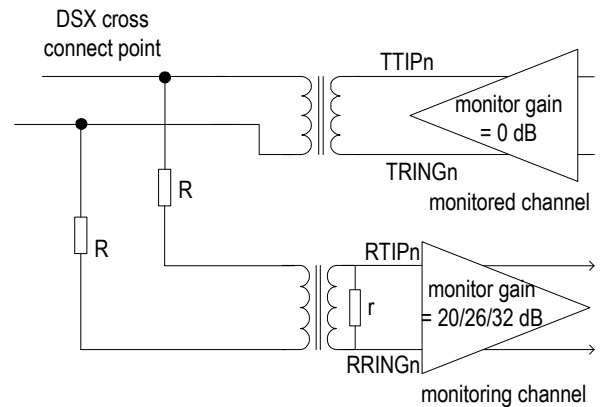 DSX cross
connect point
TTIPn
monitor gain
= 0 dB
TRINGn
monitored channel
R
R
RTIPn
monitor gain
= 20/26/32 dB
r
RRINGn
monitoring channel